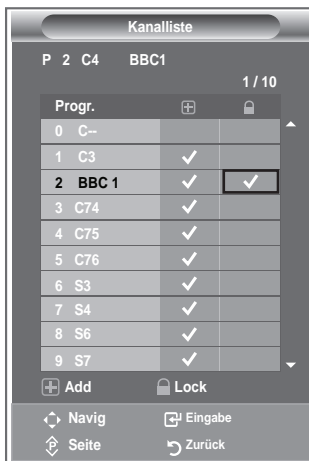 Kanalliste
P 2 C4 BBC1
1 / 10
Progr.
0 C--
1 C3
2 BBC 1
3 C74
4 C75
5 C76
6 S3
7 S4
8 S6
9 S7
Add Lock
Navig Eingabe
P Seite Zurück